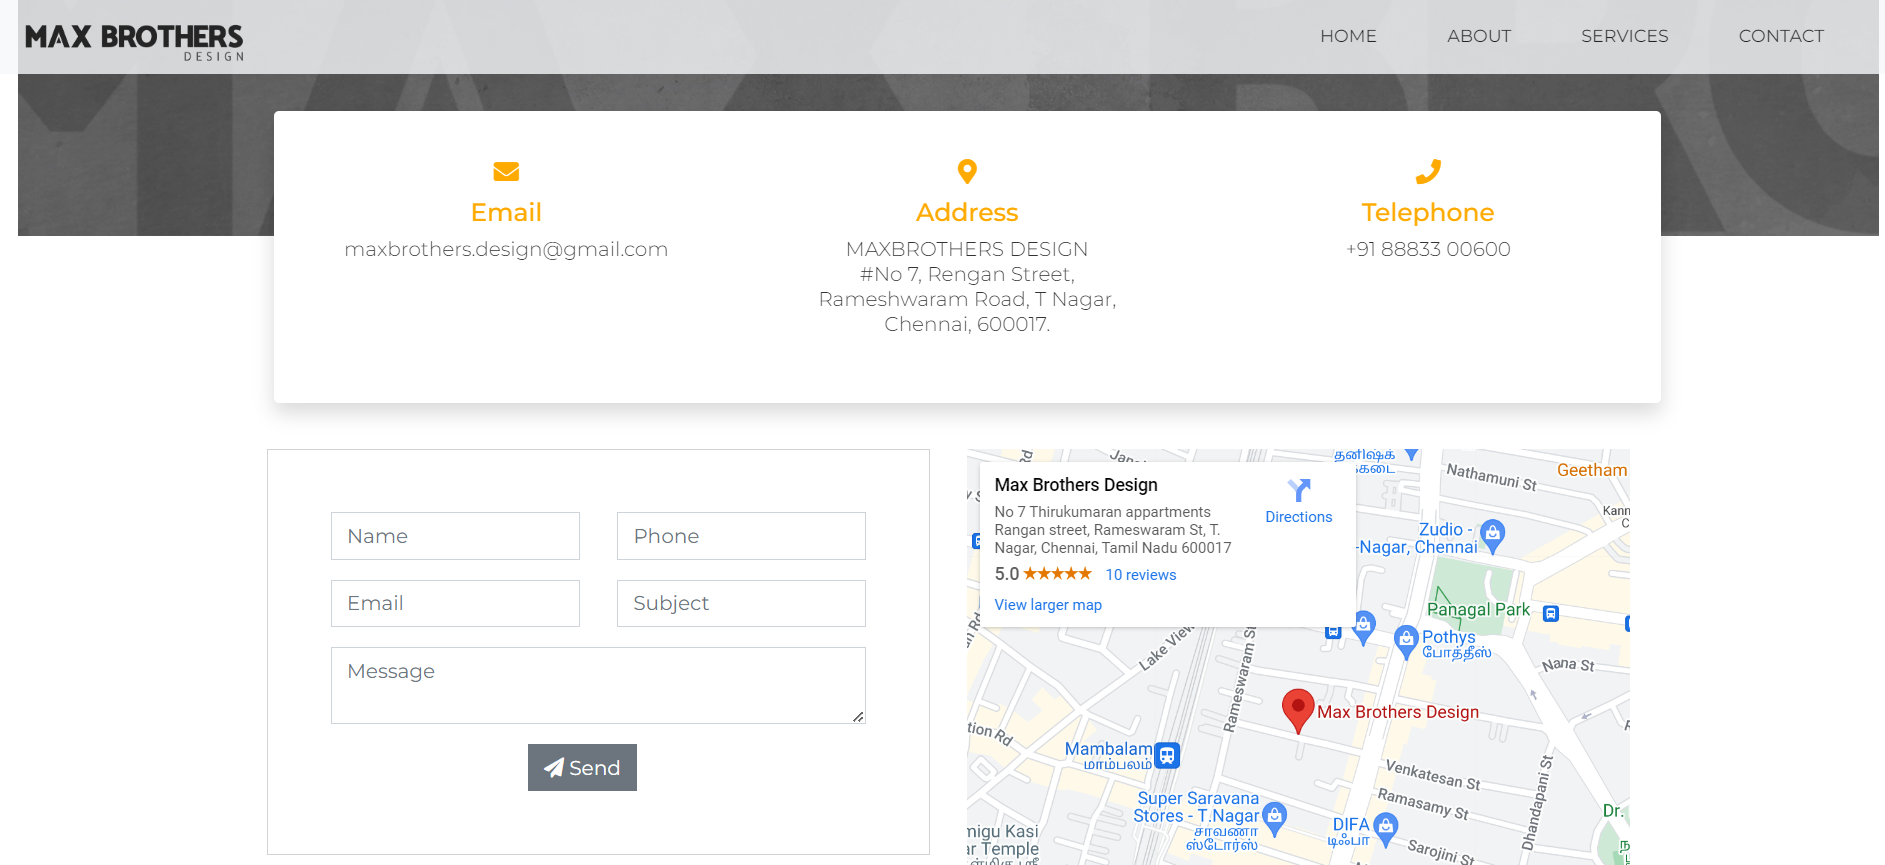 MAX BROTHERS
DESIGN
HOME
ABOUT
SERVICES
CONTACT
Email
maxbrothers.design@gmail.com
Address
MAXBROTHERS DESIGN
#No 7, Rengan Street,
Rameshwaram Road, T Nagar,
Chennai, 600017.
Telephone
+91 88833 00600
Name
Phone
Email
Subject
Message
Send
Max Brothers Design
No 7 Thirukumaran appartments
Rangan street, Rameswaram St, T.
Nagar, Chennai, Tamil Nadu 600017
5.0
10 reviews
View larger map
Directions
தனிஷ்க்
Nathamuni St
Geetham
Zudio -
-Nagar, Chennai
Panagal Park
Pothys
போத்தீஸ்
Nana St
Lake View
Rameswaram St
Max Brothers Design
tion Rd
Mambalam
மாம்பலம்
Venkatesan St
Ramasamy St
Dhandapani St
Super Saravana
Stores - T.Nagar
சரவணா
ஸ்டோர்ஸ்
DIFA
டிஃபா
Sarojini St
Dr.
migu Kasi
ar Temple